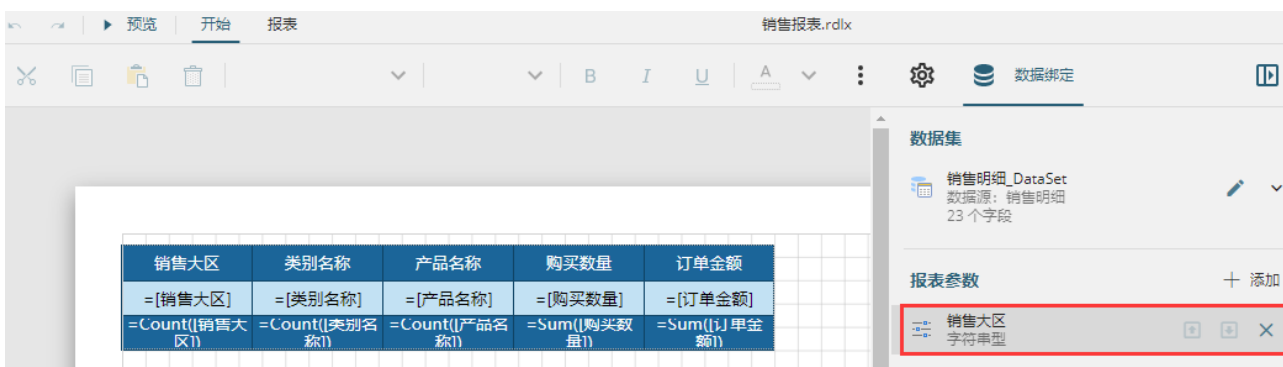 预览 开始 报表 销售报表.rdlx
B I U A 数据绑定
数据集
销售明细_DataSet
数据源：销售明细
23 个字段
销售大区 类别名称 产品名称 购买数量 订单金额
=[销售大区] =[类别名称] =[产品名称] =[购买数量] =[订单金额]
=Count([销售大 =Count([类别名 =Count([产品名 =Sum([购买数 =Sum([订单金
区]) 称]) 称]) 量]) 额])
报表参数 添加
销售大区
字符串型